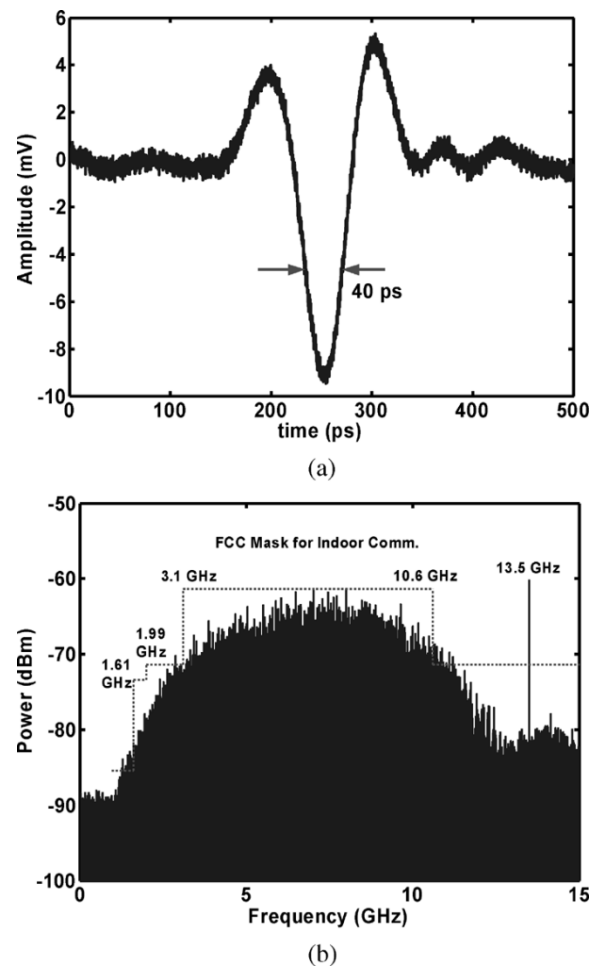 6
4
2
0
-2
-4
-6
-8
-10
Amplitude (mV)
40 ps
0 100 200 300 400 500
time (ps)
(a)
-50
-60
-70
-80
-90
-100
Power (dBm)
FCC Mask for Indoor Comm.
3.1 GHz 10.6 GHz 13.5 GHz
1.99
GHz
1.61
GHz
0 5 10 15
Frequency (GHz)
(b)